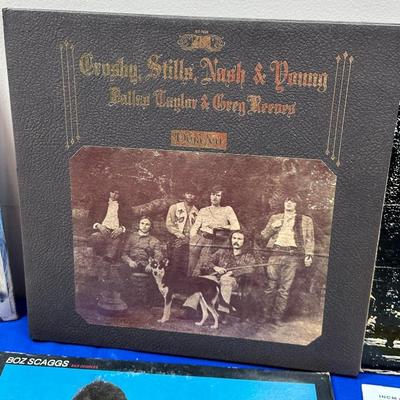 Crosby, Stills, Nash & Young
Dallas Taylor & Greg Reeves
Déjà Vu
BOZ SCAGGS